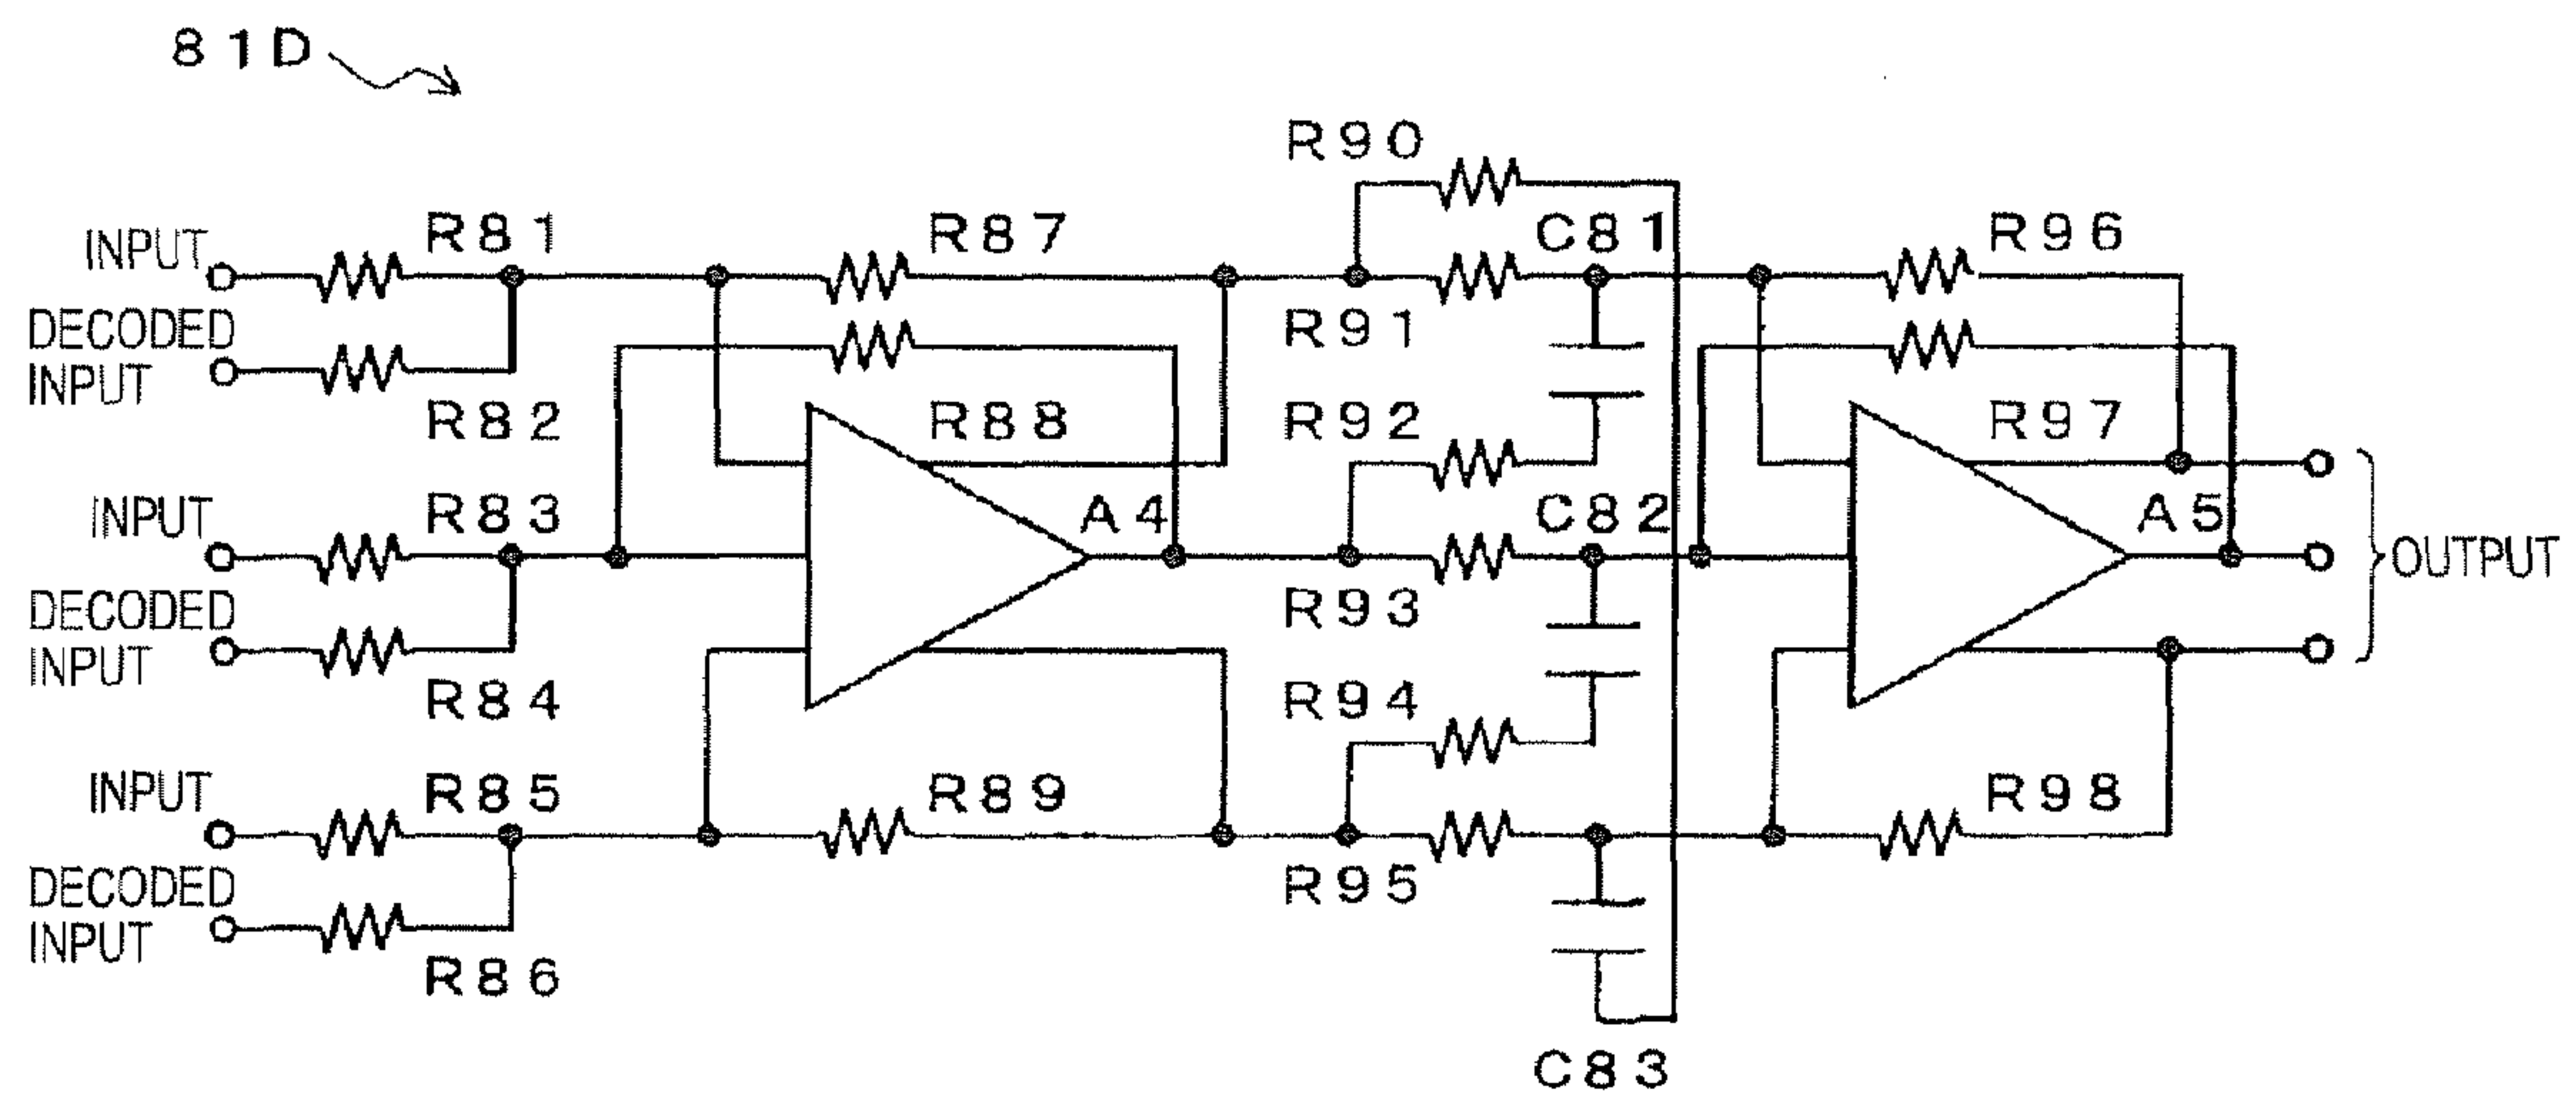 81D
R90
INPUT
R81
R87
C81
R96
DECODED
INPUT
R91
R82
R88
R92
R97
INPUT
R83
A4
C82
A5
OUTPUT
DECODED
INPUT
R93
R84
R94
INPUT
R85
R89
R98
DECODED
INPUT
R95
R86
C83